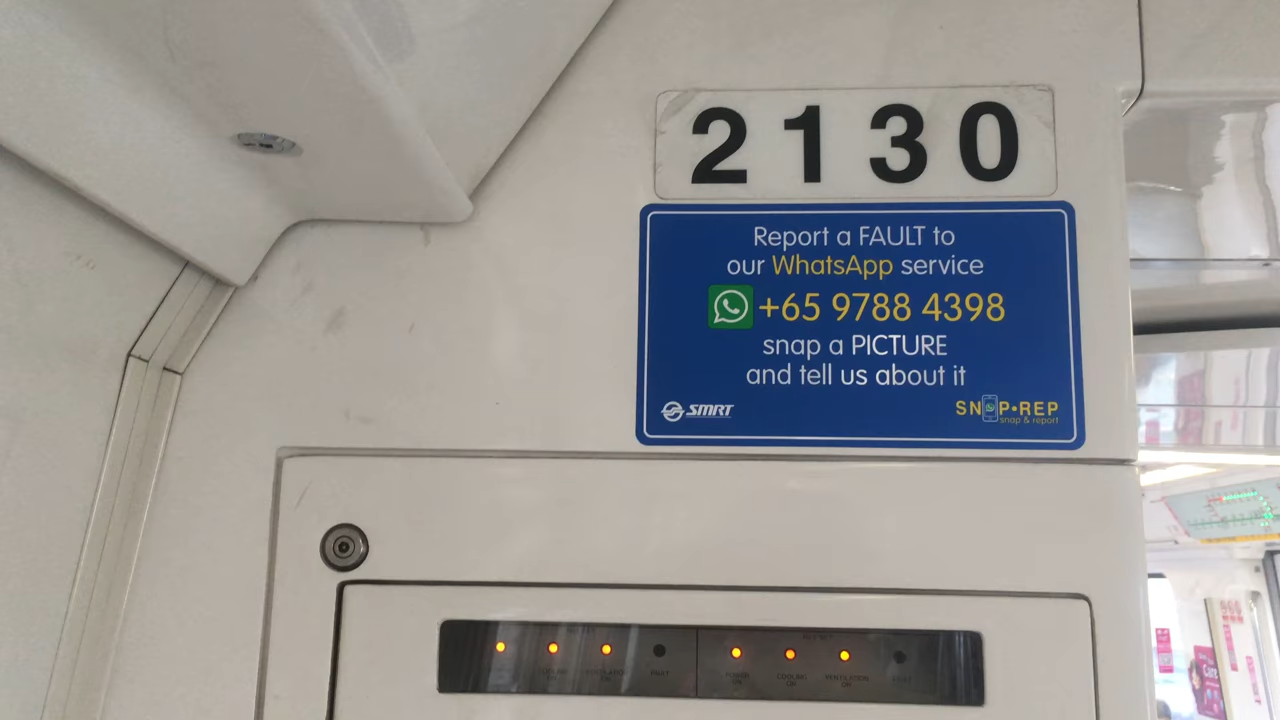 2130
Report a FAULT to
our WhatsApp service
+65 9788 4398
snap a PICTURE
and tell us about it
SMRT
SNAP•REP
snap & report
POWER ON
COOLING ON
VENTILATION ON